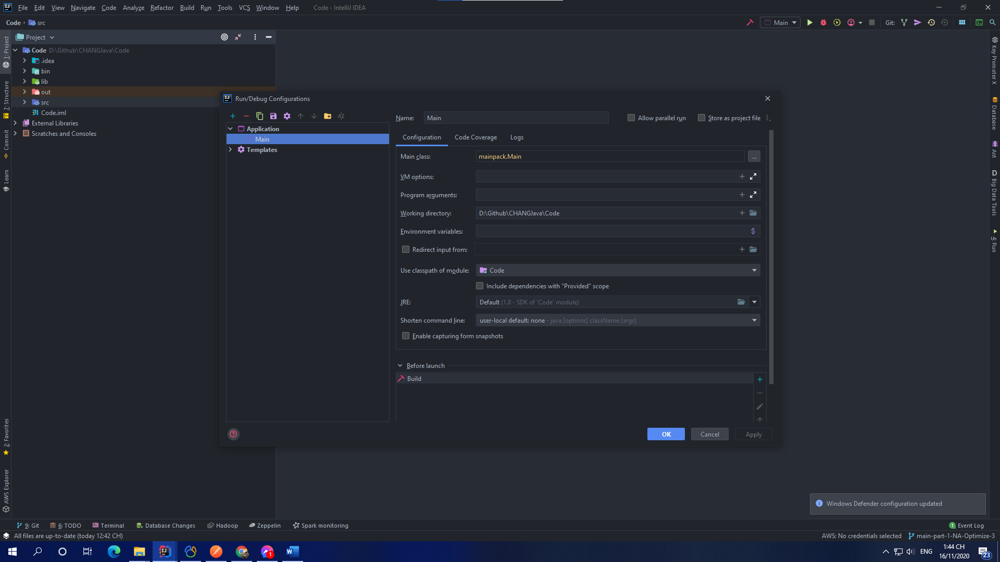 File Edit View Navigate Code Analyze Refactor Build Run Tools VCS Window Help Code - IntelliJ IDEA
Code › src
Main
Git:
1: Project
7: Structure
Commit
Learn
2: Favorites
AWS Explorer
Project
Code D:\Github\CHANGJava\Code
.idea
bin
lib
out
src
Code.iml
External Libraries
Scratches and Consoles
Run/Debug Configurations
Application
Main
Templates
Name: Main
Allow parallel run
Store as project file
Configuration Code Coverage Logs
Main class: mainpack.Main ...
VM options:
Program arguments:
Working directory: D:\Github\CHANGJava\Code
Environment variables: $
Redirect input from:
Use classpath of module: Code
Include dependencies with "Provided" scope
JRE: Default (1.8 - SDK of 'Code' module)
Shorten command line: user-local default: none - java [options] className [args]
Enable capturing form snapshots
Before launch
Build
? OK Cancel Apply
Key Promoter X
Database
Ant
D Big Data Tools
4: Run
Windows Defender configuration updated
9: Git 6: TODO Terminal Database Changes Hadoop Zeppelin Spark monitoring 1 Event Log
All files are up-to-date (today 12:42 CH) AWS: No credentials selected main-part-1-NA-Optimize-3
1 W ENG 1:44 CH
16/11/2020 23